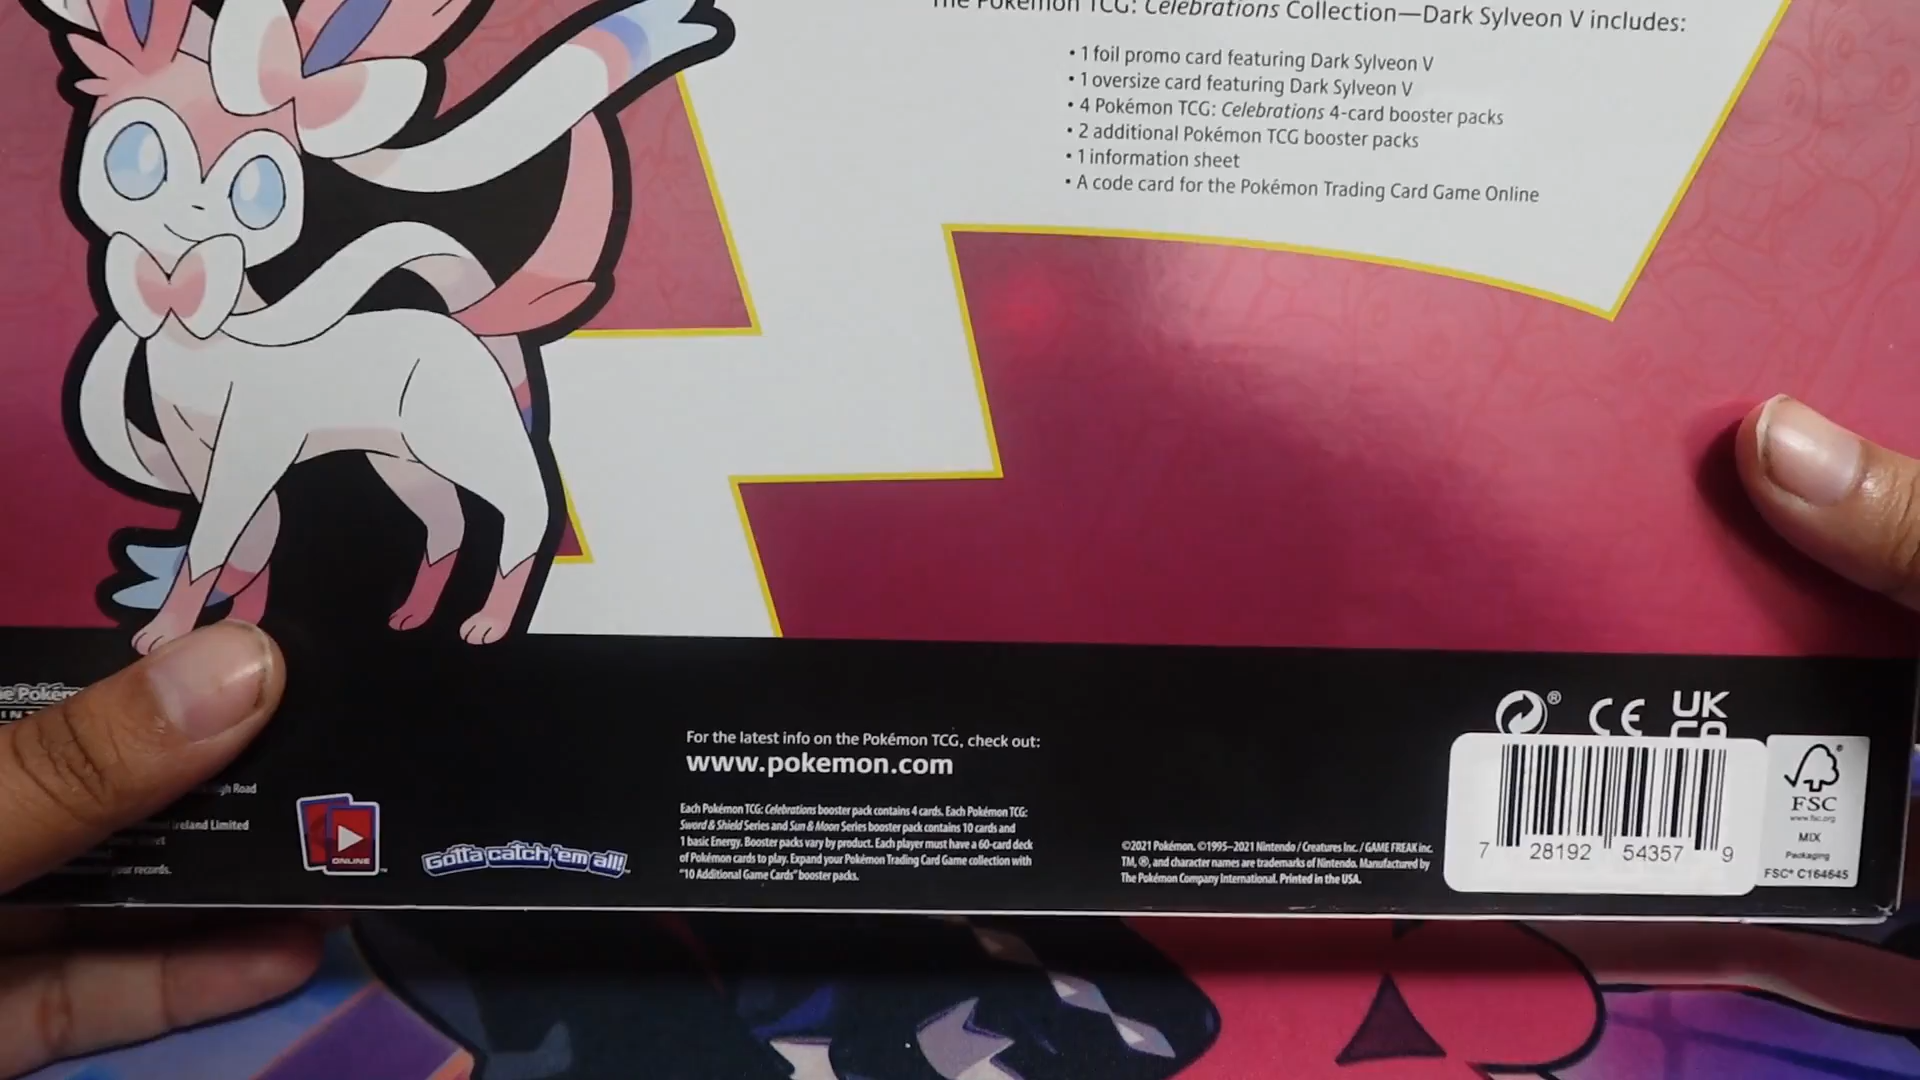 The Pokémon TCG: Celebrations Collection—Dark Sylveon V includes:
• 1 foil promo card featuring Dark Sylveon V
• 1 oversize card featuring Dark Sylveon V
• 4 Pokémon TCG: Celebrations 4-card booster packs
• 2 additional Pokémon TCG booster packs
• 1 information sheet
• A code card for the Pokémon Trading Card Game Online
For the latest info on the Pokémon TCG, check out:
www.pokemon.com
Each Pokémon TCG: Celebrations booster pack contains 4 cards. Each Pokémon TCG:
Sword & Shield Series and Sun & Moon Series booster pack contains 10 cards and
1 basic Energy. Booster packs vary by product. Each player must have a 60-card deck
of Pokémon cards to play. Expand your Pokémon Trading Card Game collection with
"10 Additional Game Cards" booster packs.
Road
Ireland Limited
your records.
ONLINE
Gotta catch 'em all!
©2021 Pokémon. ©1995–2021 Nintendo / Creatures Inc. / GAME FREAK inc.
TM, ®, and character names are trademarks of Nintendo. Manufactured by
The Pokémon Company International. Printed in the USA.
® CE UK
7 28192 54357 9
FSC
www.fsc.org
MIX
Packaging
FSC® C164645